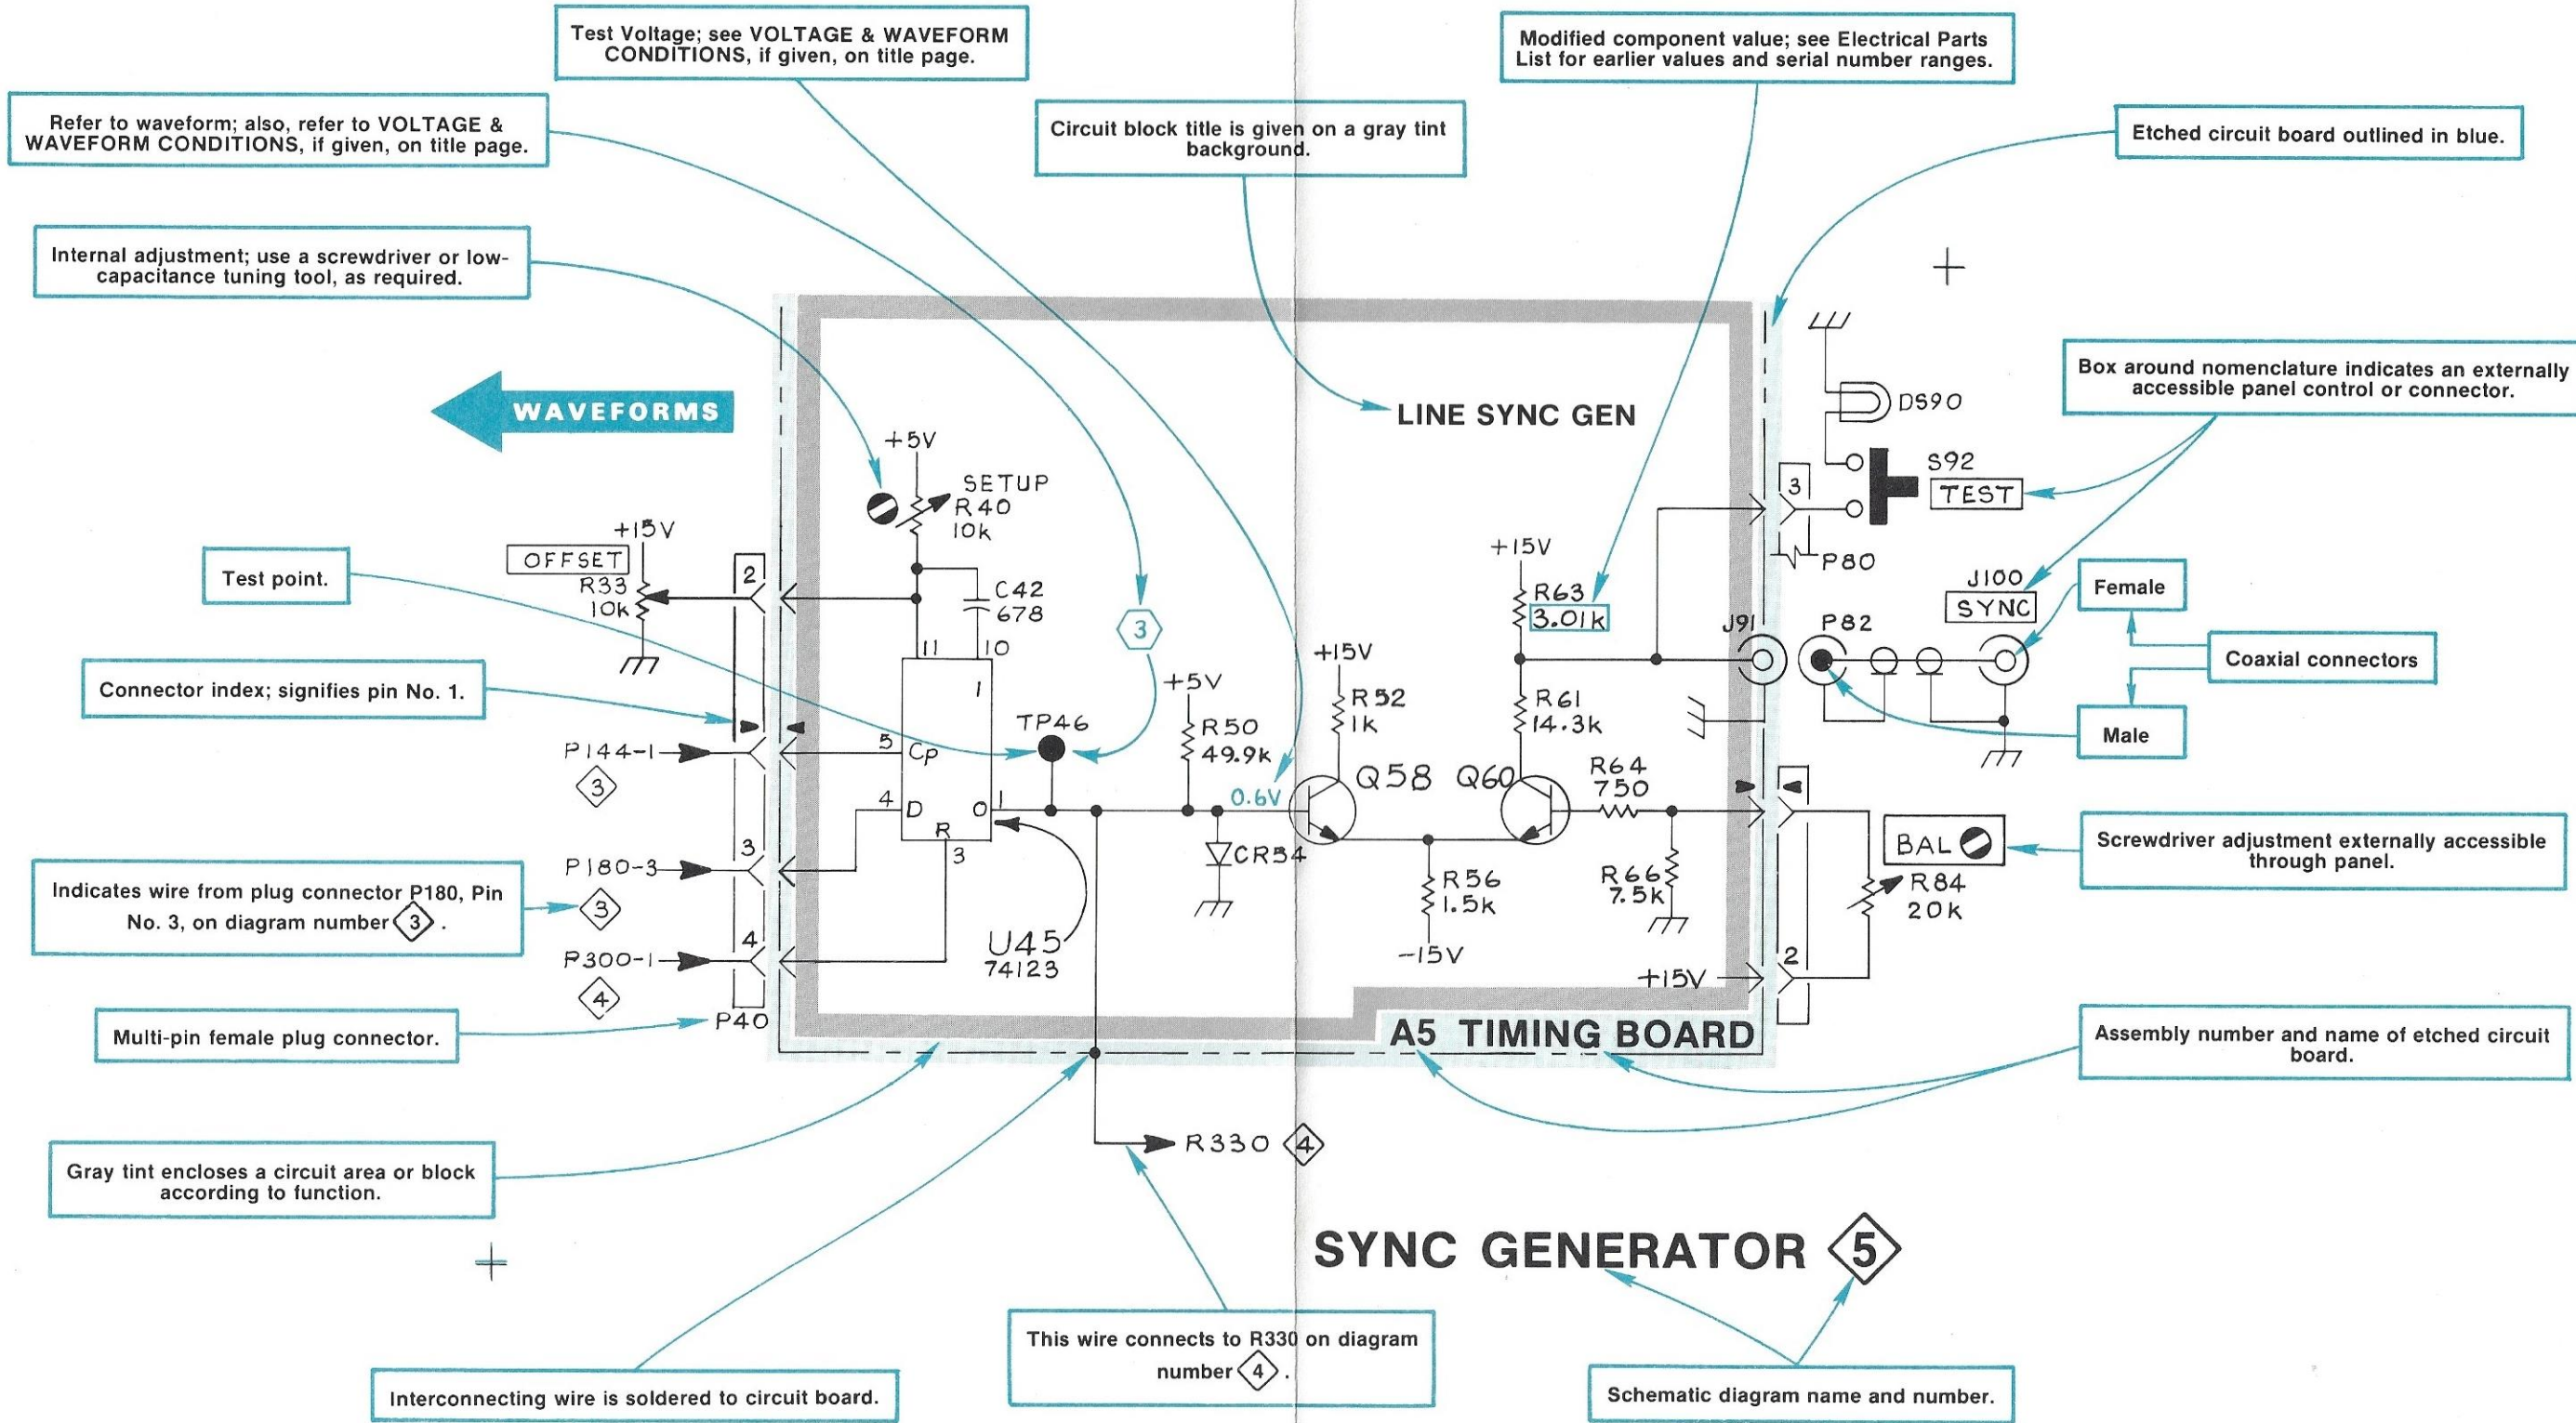 Test Voltage; see VOLTAGE & WAVEFORM
CONDITIONS, if given, on title page.
Modified component value; see Electrical Parts
List for earlier values and serial number ranges.
Refer to waveform; also, refer to VOLTAGE &
WAVEFORM CONDITIONS, if given, on title page.
Circuit block title is given on a gray tint
background.
Etched circuit board outlined in blue.
Internal adjustment; use a screwdriver or low-
capacitance tuning tool, as required.
Box around nomenclature indicates an externally
accessible panel control or connector.
WAVEFORMS
LINE SYNC GEN
DS90
+5V
SETUP
R40
10k
S92
TEST
3
P80
+15V
OFFSET
R33
10k
2
C42
678
11
10
3
+15V
R63
3.01k
J100
SYNC
J91
P82
Female
Coaxial connectors
Male
Test point.
Connector index; signifies pin No. 1.
1
TP46
+5V
R50
49.9k
+15V
R52
1k
R61
14.3k
P144-1
3
5
Cp
4
D
O
1
R
3
0.6V
Q58
Q60
R64
750
CR54
R56
1.5k
-15V
R66
7.5k
BAL
R84
20k
Screwdriver adjustment externally accessible
through panel.
P180-3
3
3
Indicates wire from plug connector P180, Pin
No. 3, on diagram number 3 .
P300-1
4
4
U45
74123
+15V
2
P40
Multi-pin female plug connector.
A5 TIMING BOARD
Assembly number and name of etched circuit
board.
R330 4
Gray tint encloses a circuit area or block
according to function.
SYNC GENERATOR 5
This wire connects to R330 on diagram
number 4 .
Interconnecting wire is soldered to circuit board.
Schematic diagram name and number.